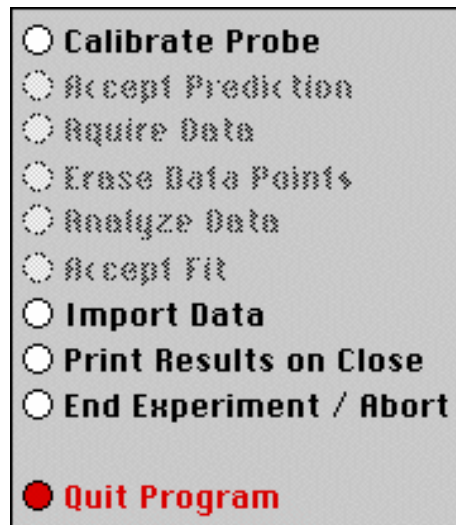 Calibrate Probe
Accept Prediction
Aquire Data
Erase Data Points
Analyze Data
Accept Fit
Import Data
Print Results on Close
End Experiment / Abort
Quit Program